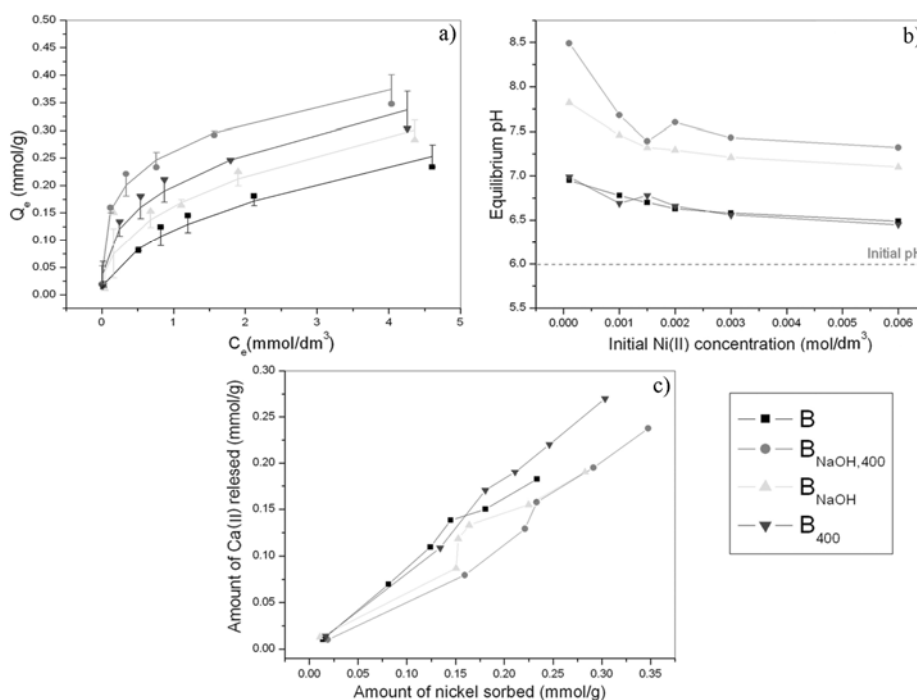 a)
0.50
0.45
0.40
0.35
0.30
0.25
0.20
0.15
0.10
0.05
0.00
Qe (mmol/g)
0 1 2 3 4 5
Ce(mmol/dm³)
b)
8.5
8.0
7.5
7.0
6.5
6.0
5.5
Equilibrium pH
Initial pH
0.000 0.001 0.002 0.003 0.004 0.005 0.006
Initial Ni(II) concentration (mol/dm³)
c)
0.30
0.25
0.20
0.15
0.10
0.05
0.00
Amount of Ca(II) relesed (mmol/g)
0.00 0.05 0.10 0.15 0.20 0.25 0.30 0.35
Amount of nickel sorbed (mmol/g)
B
BNaOH,400
BNaOH
B400